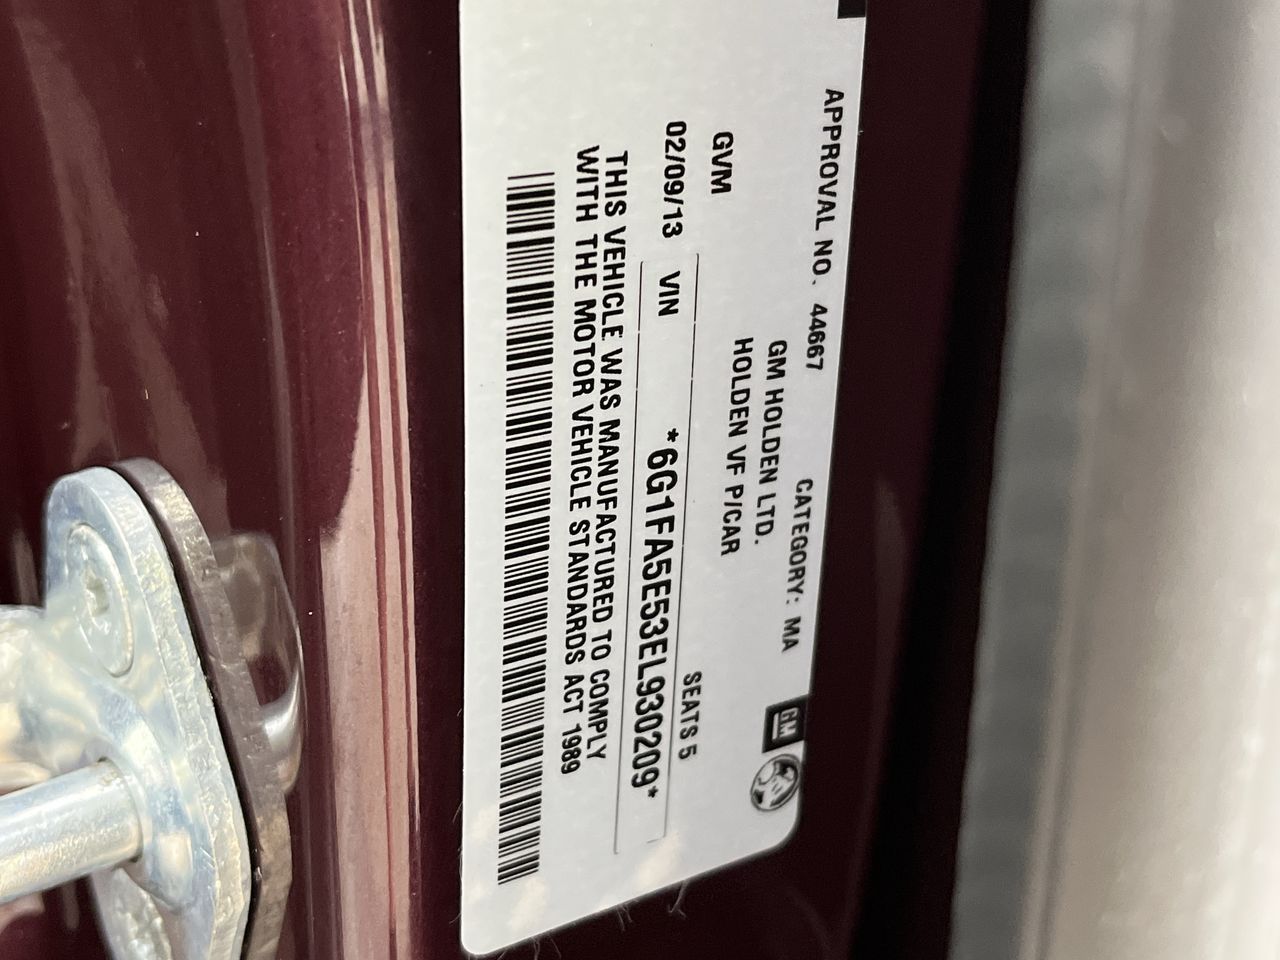 APPROVAL NO. 44667 CATEGORY: MA
GM
GM HOLDEN LTD.
HOLDEN VF P/CAR
GVM SEATS 5
02/09/13 VIN *6G1FA5E53EL930209*
THIS VEHICLE WAS MANUFACTURED TO COMPLY
WITH THE MOTOR VEHICLE STANDARDS ACT 1989